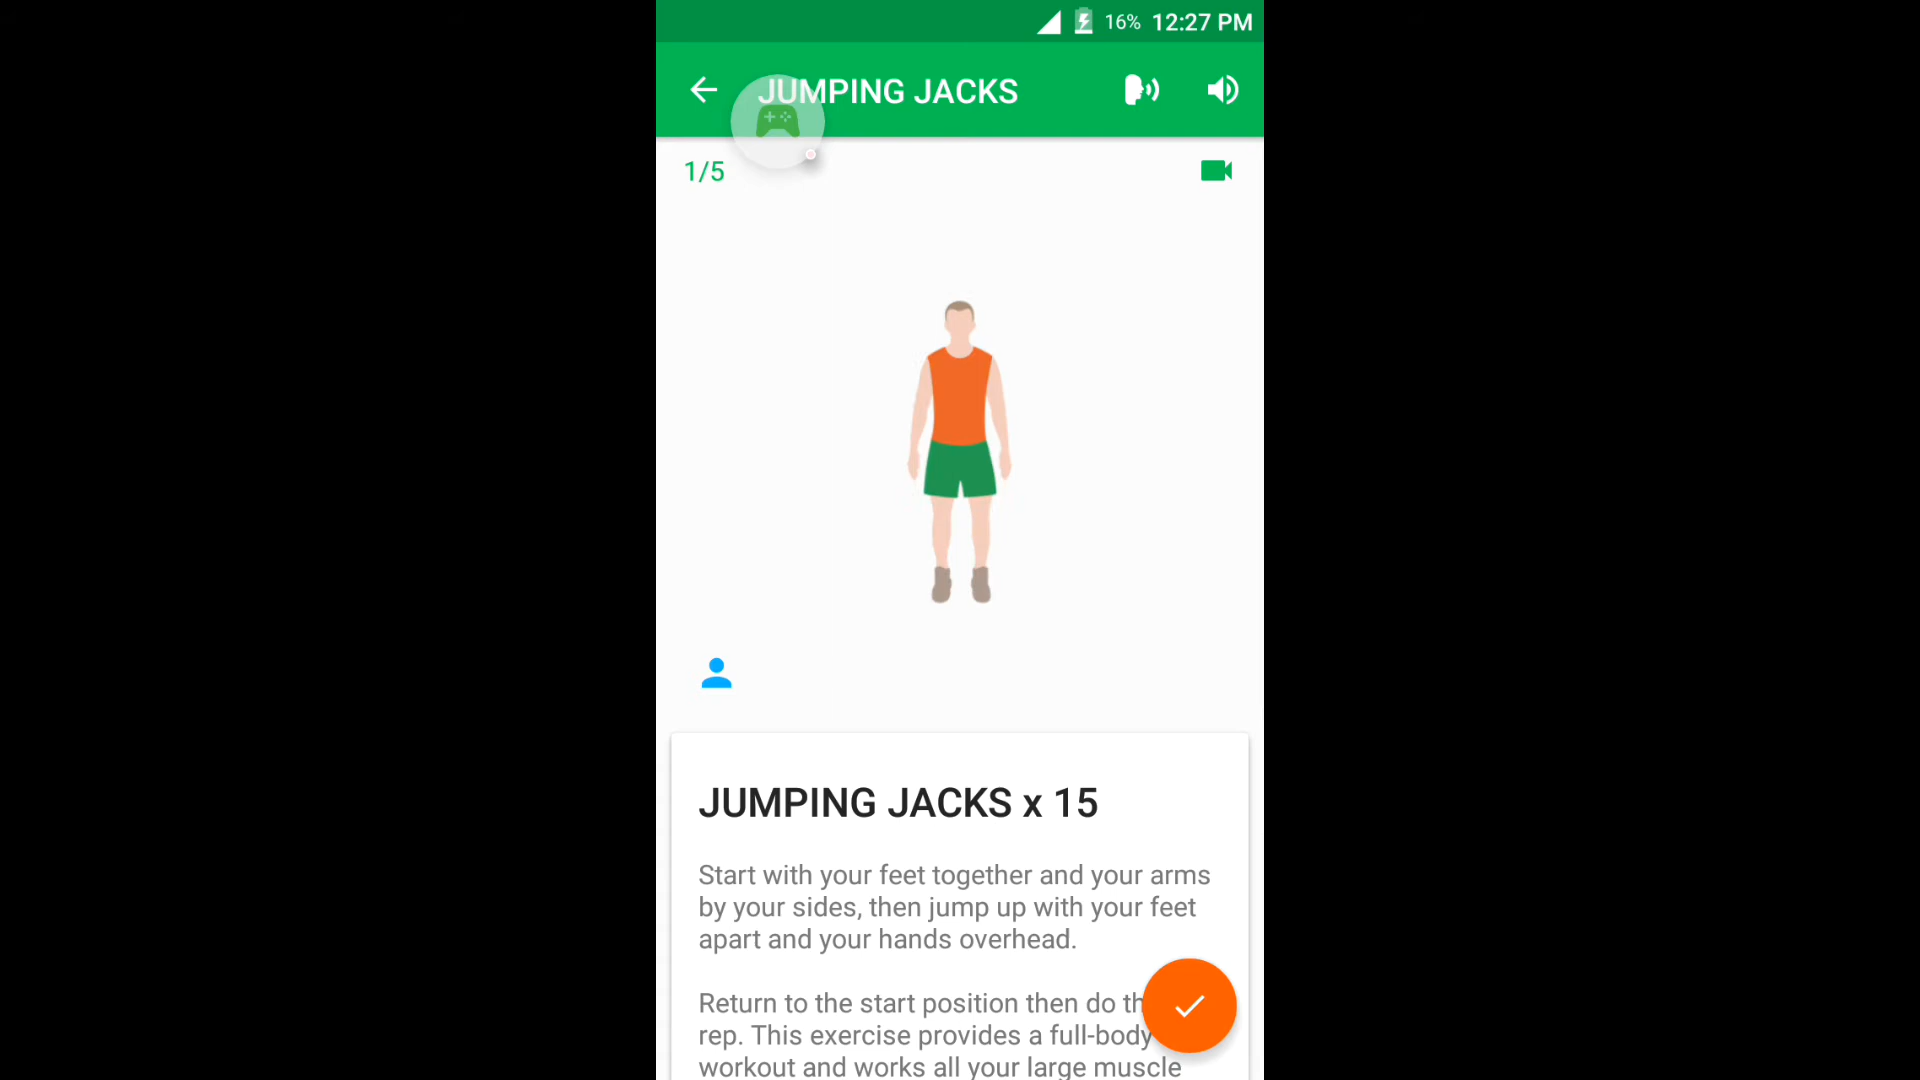 16% 12:27 PM
JUMPING JACKS
1/5
JUMPING JACKS x 15
Start with your feet together and your arms
by your sides, then jump up with your feet
apart and your hands overhead.
Return to the start position then do
rep. This exercise provides a full-body
workout and works all your large muscle